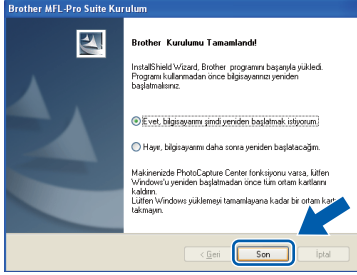 Brother MFL-Pro Suite Kurulum
Brother Kurulumu Tamamlandı!
InstallShield Wizard, Brother programını başarıyla yükledi.
Programı kullanmadan önce bilgisayarınızı yeniden
başlatmalısınız.
Evet, bilgisayarımı şimdi yeniden başlatmak istiyorum.
Hayır, bilgisayarımı daha sonra yeniden başlatacağım.
Makinenizde PhotoCapture Center fonksiyonu varsa, lütfen
Windows'u yeniden başlatmadan önce tüm ortam kartlarını
kaldırın.
Lütfen Windows yüklemeyi tamamlayana kadar bir ortam kartı
takmayın.
< Geri
Son
İptal